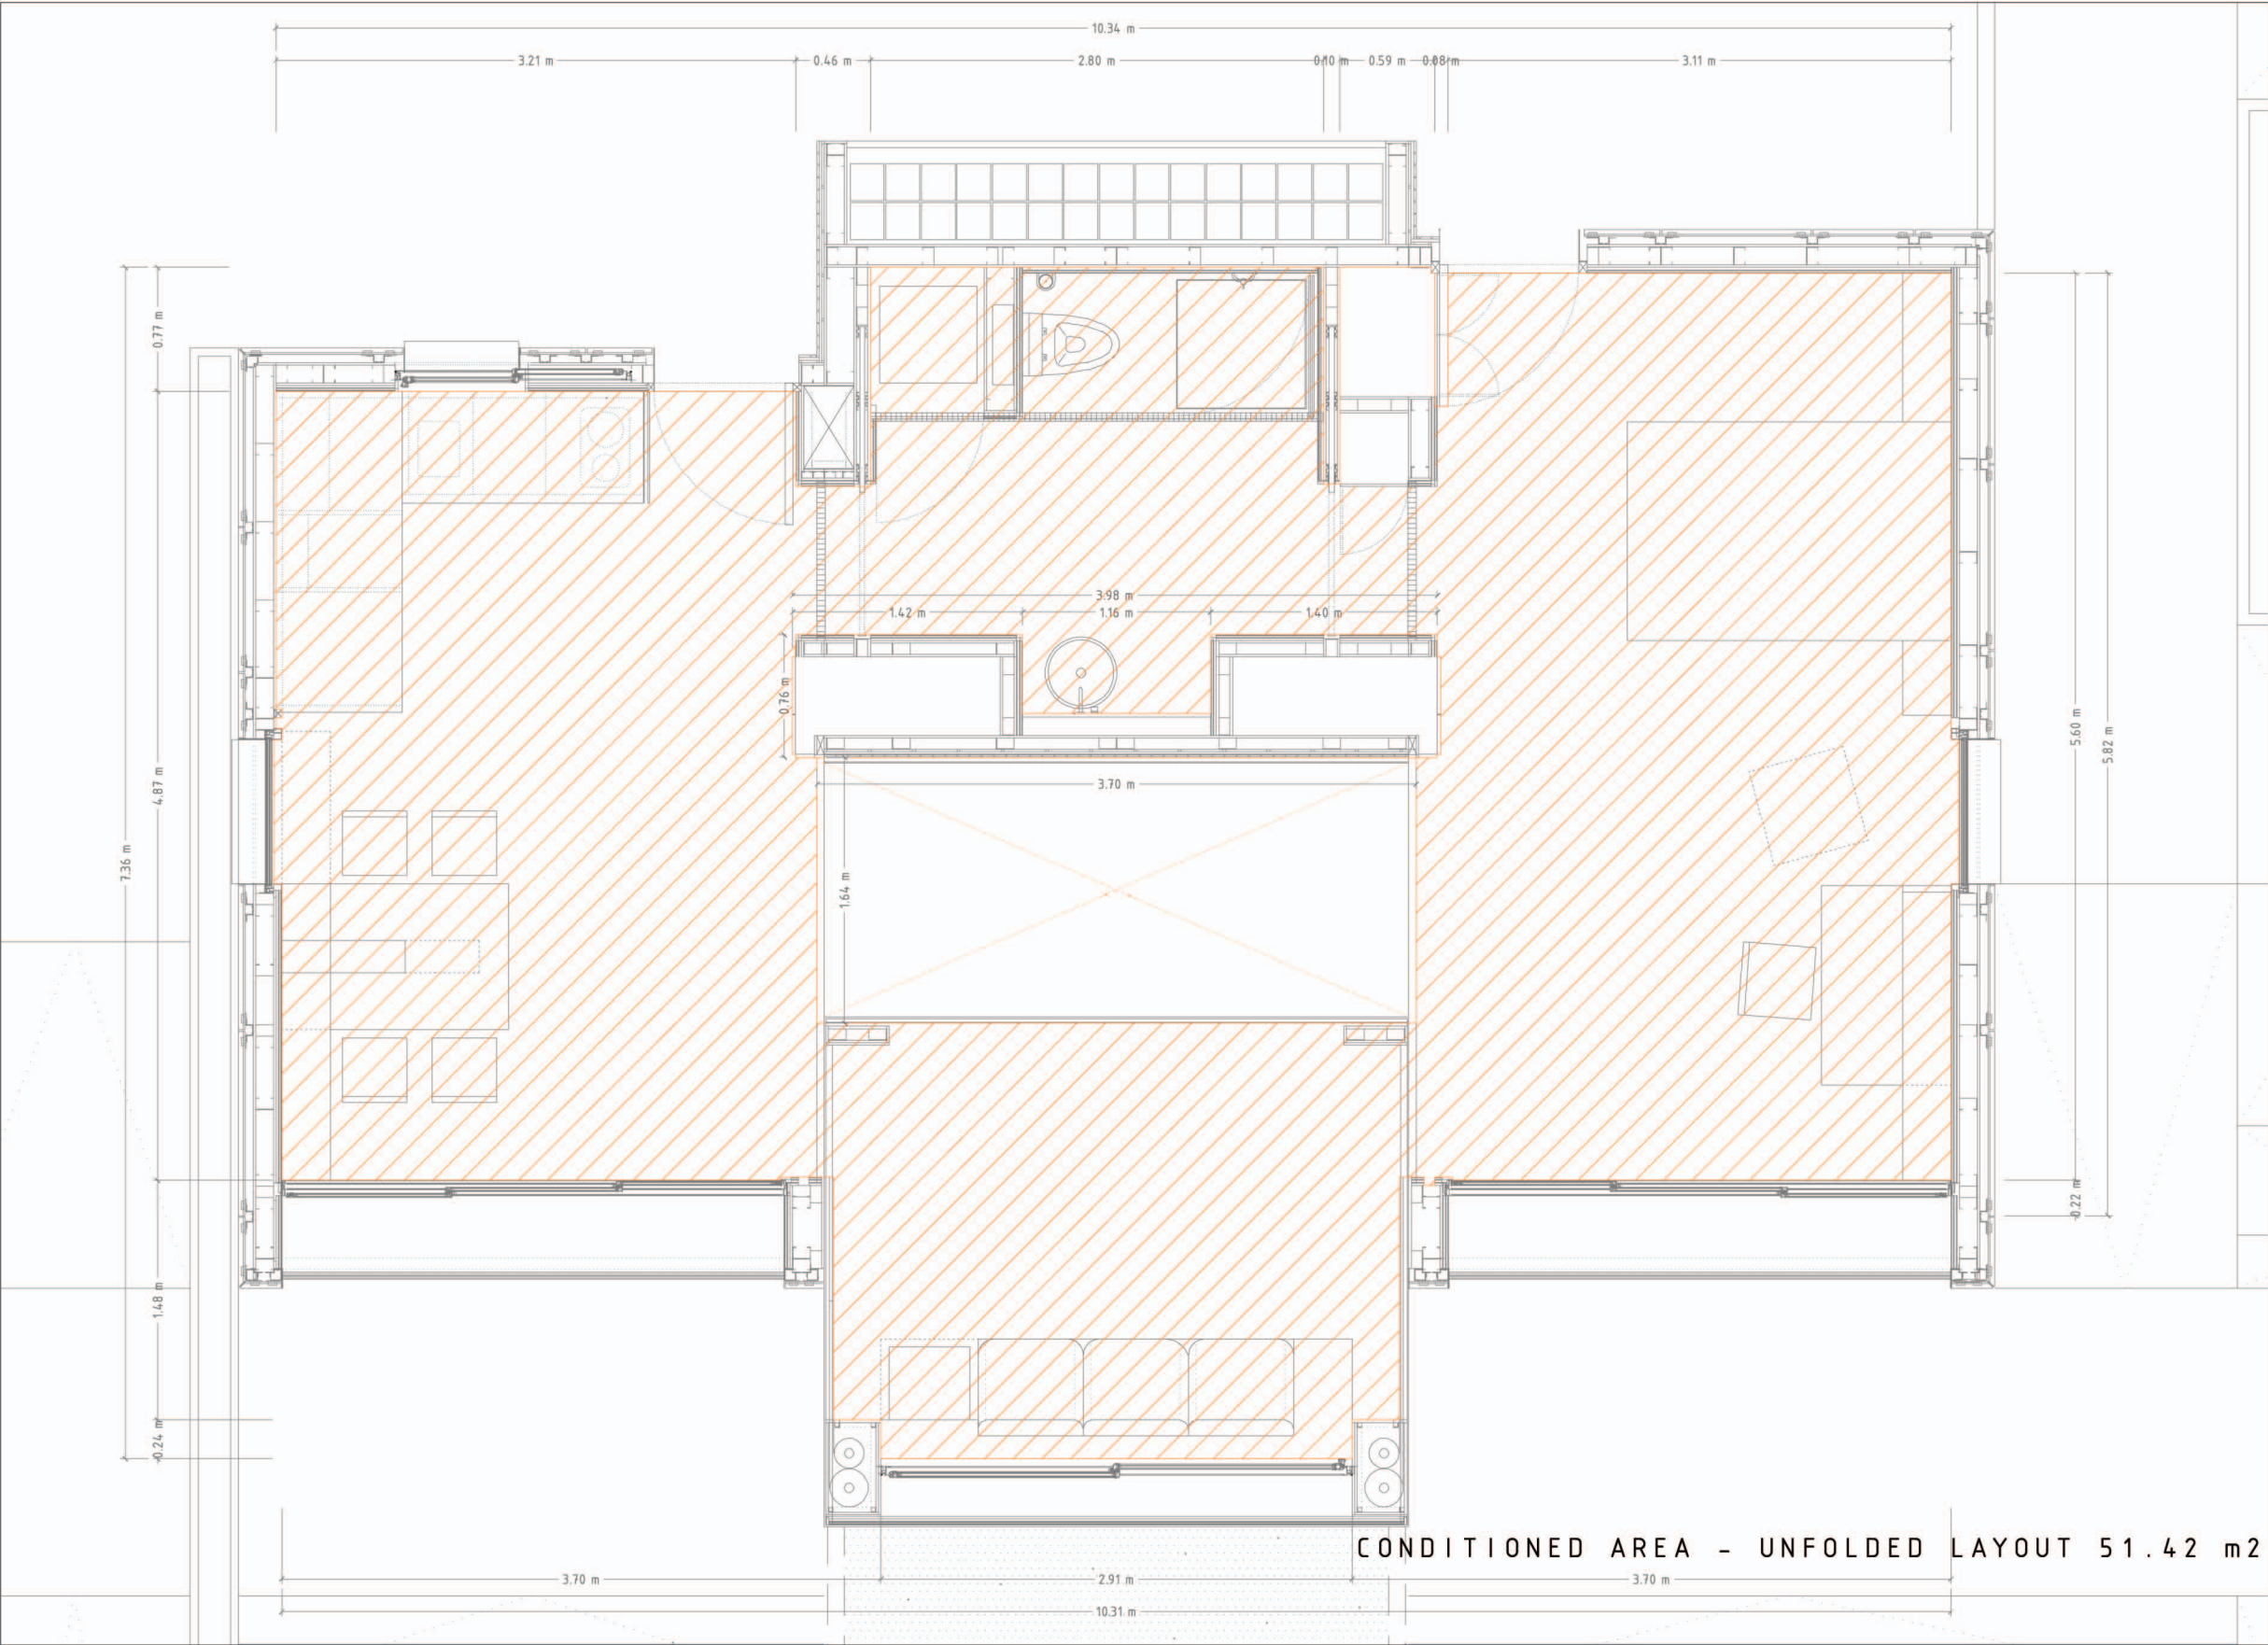 10.34 m
3.21 m 0.46 m 2.80 m 0.10 m 0.59 m 0.08 m 3.11 m
0.77 m
3.98 m
1.42 m 1.16 m 1.40 m
0.76 m
5.60 m
5.82 m
4.87 m
3.70 m
7.36 m
1.64 m
0.22 m
1.48 m
0.24 m
CONDITIONED AREA - UNFOLDED LAYOUT 51.42 m2
3.70 m 2.91 m 3.70 m
10.31 m